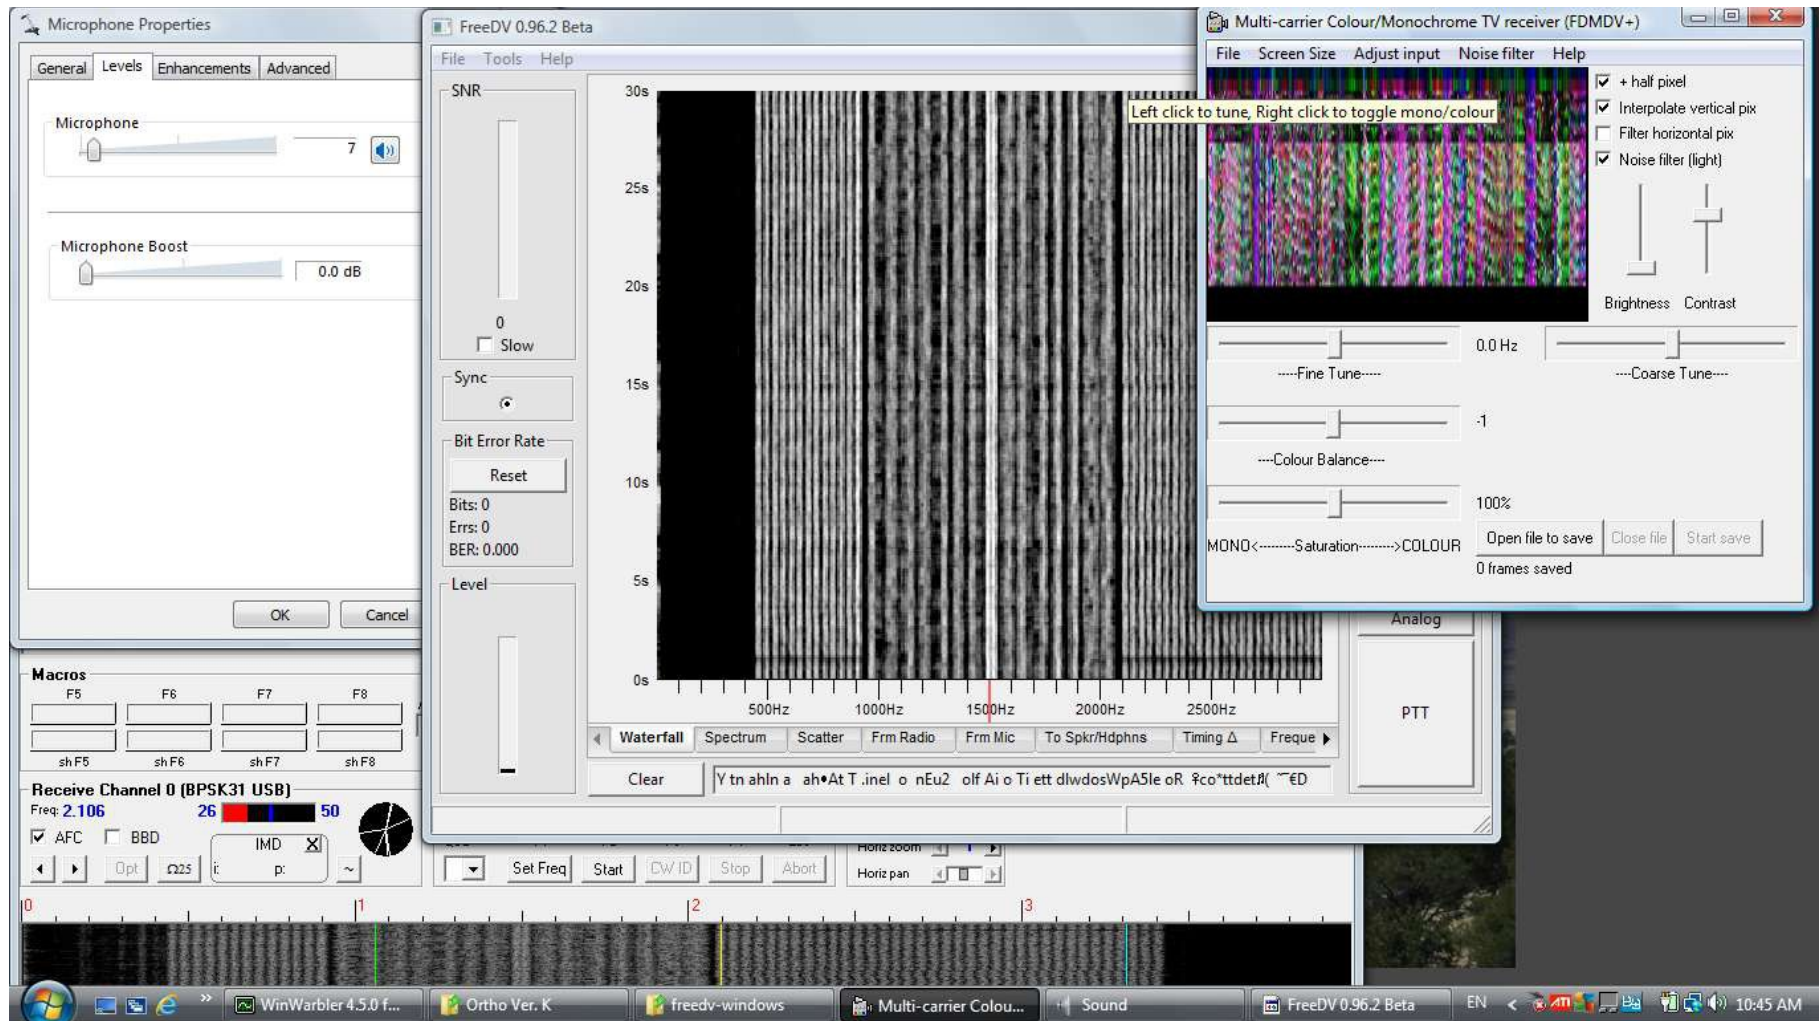 Microphone Properties
General Levels Enhancements Advanced
Microphone
7
Microphone Boost
0.0 dB
OK Cancel
FreeDV 0.96.2 Beta
File Tools Help
SNR
0
Slow
Sync
Bit Error Rate
Reset
Bits: 0
Errs: 0
BER: 0.000
Level
30s
25s
20s
15s
10s
5s
0s
500Hz 1000Hz 1500Hz 2000Hz 2500Hz
Waterfall Spectrum Scatter Frm Radio Frm Mic To Spkr/Hdphns Timing Δ Freque
Clear
Analog
PTT
Left click to tune, Right click to toggle mono/colour
Multi-carrier Colour/Monochrome TV receiver (FDMDV+)
File Screen Size Adjust input Noise filter Help
+ half pixel
Interpolate vertical pix
Filter horizontal pix
Noise filter (light)
Brightness Contrast
0.0 Hz
----Fine Tune----- ----Coarse Tune----
-1
----Colour Balance----
100%
MONO<--------Saturation-------->COLOUR
Open file to save Close file Start save
0 frames saved
Macros
F5 F6 F7 F8
sh F5 sh F6 sh F7 sh F8
Receive Channel 0 (BPSK31 USB)
Freq: 2.106 26 50
AFC BBD IMD X
Opt Ω25 i: p: ~
Set Freq Start CW ID Stop Abort
Horiz zoom
Horiz pan
0 1 2 3
WinWarbler 4.5.0 f... Ortho Ver. K freedv-windows Multi-carrier Colou... Sound FreeDV 0.96.2 Beta EN ATI 10:45 AM